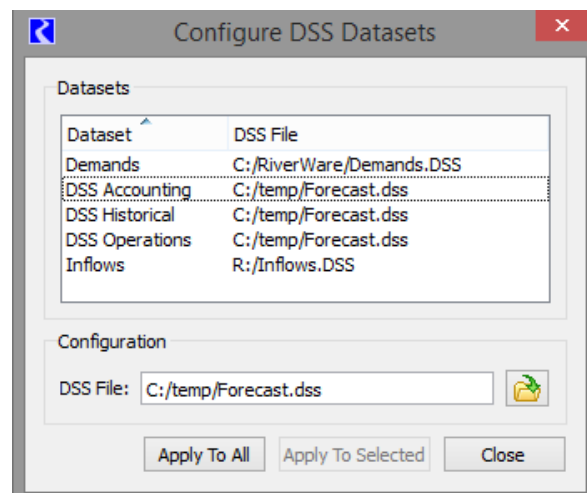 Configure DSS Datasets
Datasets
Dataset DSS File
Demands C:/RiverWare/Demands.DSS
DSS Accounting C:/temp/Forecast.dss
DSS Historical C:/temp/Forecast.dss
DSS Operations C:/temp/Forecast.dss
Inflows R:/Inflows.DSS
Configuration
DSS File: C:/temp/Forecast.dss
Apply To All Apply To Selected Close